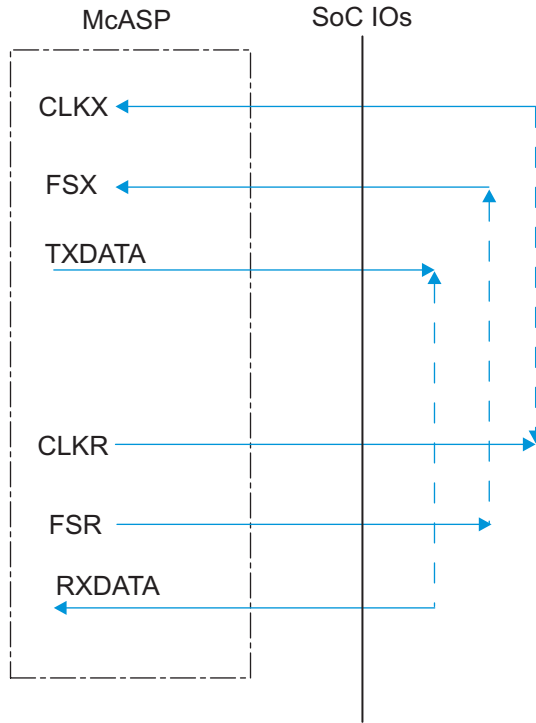 McASP
SoC IOs
CLKX
FSX
TXDATA
CLKR
FSR
RXDATA